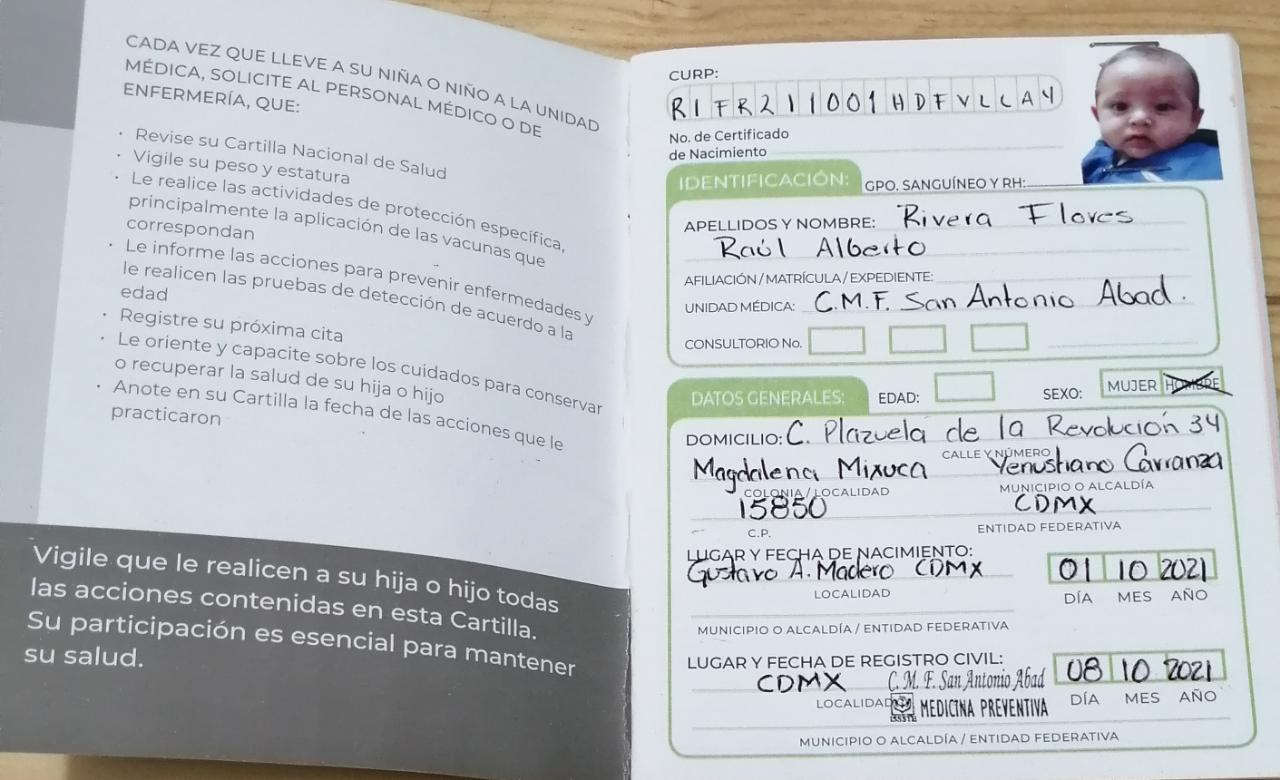 CADA VEZ QUE LLEVE A SU NIÑA O NIÑO A LA UNIDAD
MÉDICA, SOLICITE AL PERSONAL MÉDICO O DE
ENFERMERÍA, QUE:
· Revise su Cartilla Nacional de Salud
· Vigile su peso y estatura
· Le realice las actividades de protección específica,
principalmente la aplicación de las vacunas que
correspondan
· Le informe las acciones para prevenir enfermedades y
le realicen las pruebas de detección de acuerdo a la
edad
· Registre su próxima cita
· Le oriente y capacite sobre los cuidados para conservar
o recuperar la salud de su hija o hijo
· Anote en su Cartilla la fecha de las acciones que le
practicaron
Vigile que le realicen a su hija o hijo todas
las acciones contenidas en esta Cartilla.
Su participación es esencial para mantener
su salud.
CURP:
RIFR211001HDFVLCA4
No. de Certificado
de Nacimiento
IDENTIFICACIÓN: GPO. SANGUÍNEO Y RH:
APELLIDOS Y NOMBRE: Rivera Flores
Raúl Alberto
AFILIACIÓN / MATRÍCULA / EXPEDIENTE:
UNIDAD MÉDICA: C.M.F. San Antonio Abad.
CONSULTORIO No.
DATOS GENERALES: EDAD: SEXO: MUJER HOMBRE
DOMICILIO: C. Plazuela de la Revolución 34
CALLE Y NÚMERO
Magdalena Mixuca Venustiano Carranza
COLONIA / LOCALIDAD MUNICIPIO O ALCALDÍA
15850 CDMX
C.P. ENTIDAD FEDERATIVA
LUGAR Y FECHA DE NACIMIENTO:
Gustavo A. Madero CDMX 01 10 2021
LOCALIDAD DÍA MES AÑO
MUNICIPIO O ALCALDÍA / ENTIDAD FEDERATIVA
LUGAR Y FECHA DE REGISTRO CIVIL:
CDMX C. M. F. San Antonio Abad 08 10 2021
LOCALIDAD ISSSTE MEDICINA PREVENTIVA DÍA MES AÑO
MUNICIPIO O ALCALDÍA / ENTIDAD FEDERATIVA